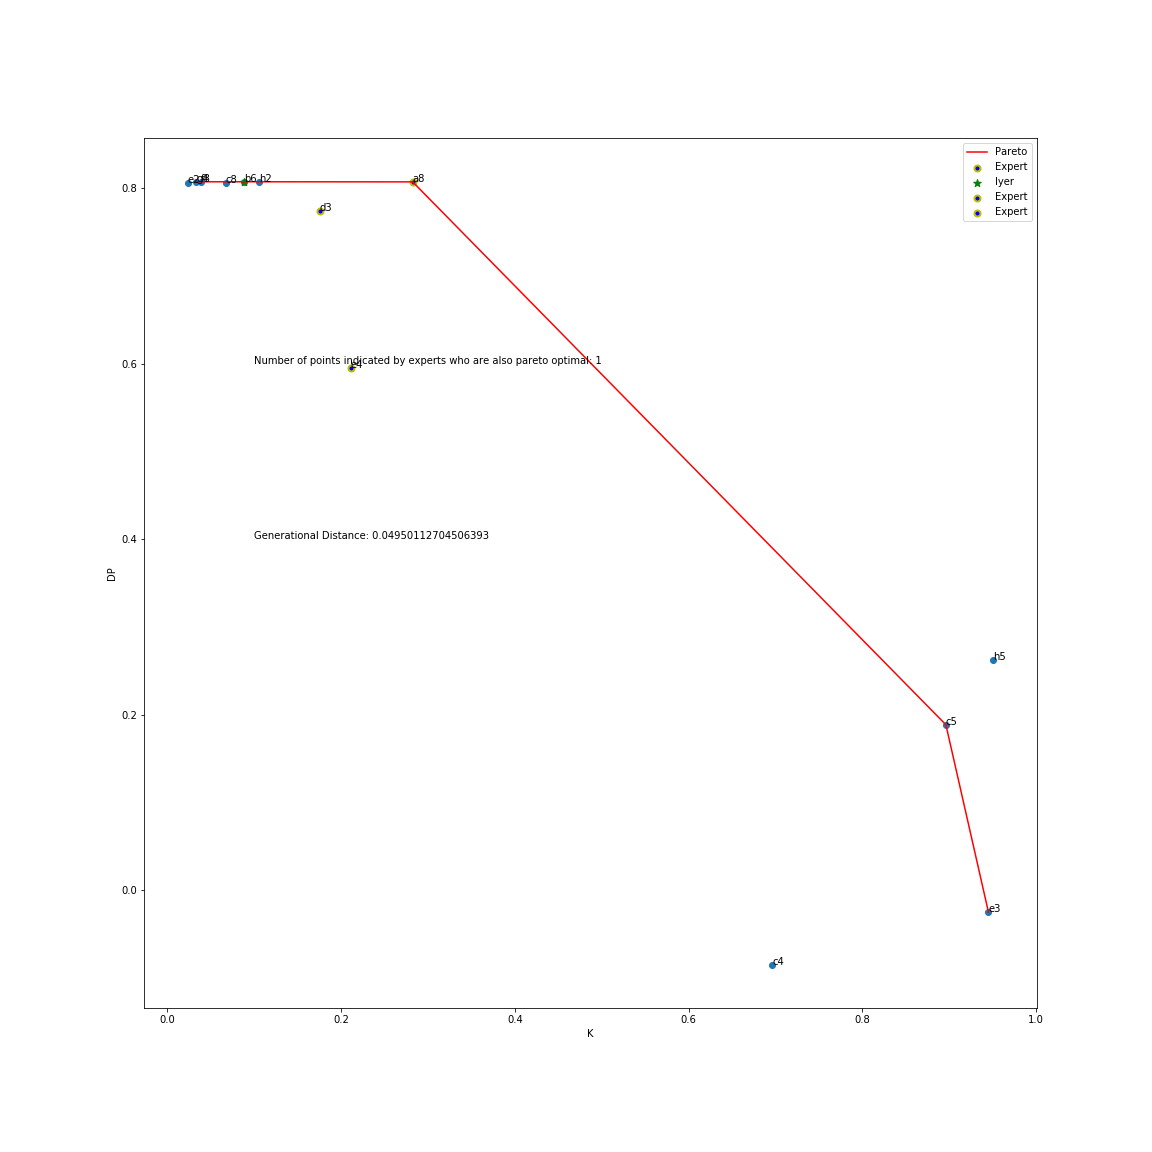 Pareto
Expert
Iyer
Expert
Expert
e2
c8
b6
h2
a8
d3
Number of points indicated by experts who are also pareto optimal: 1
e4
Generational Distance: 0.04950112704506393
h5
c5
e3
c4
0.8
0.6
0.4
0.2
0.0
DP
0.0
0.2
0.4
0.6
0.8
1.0
K